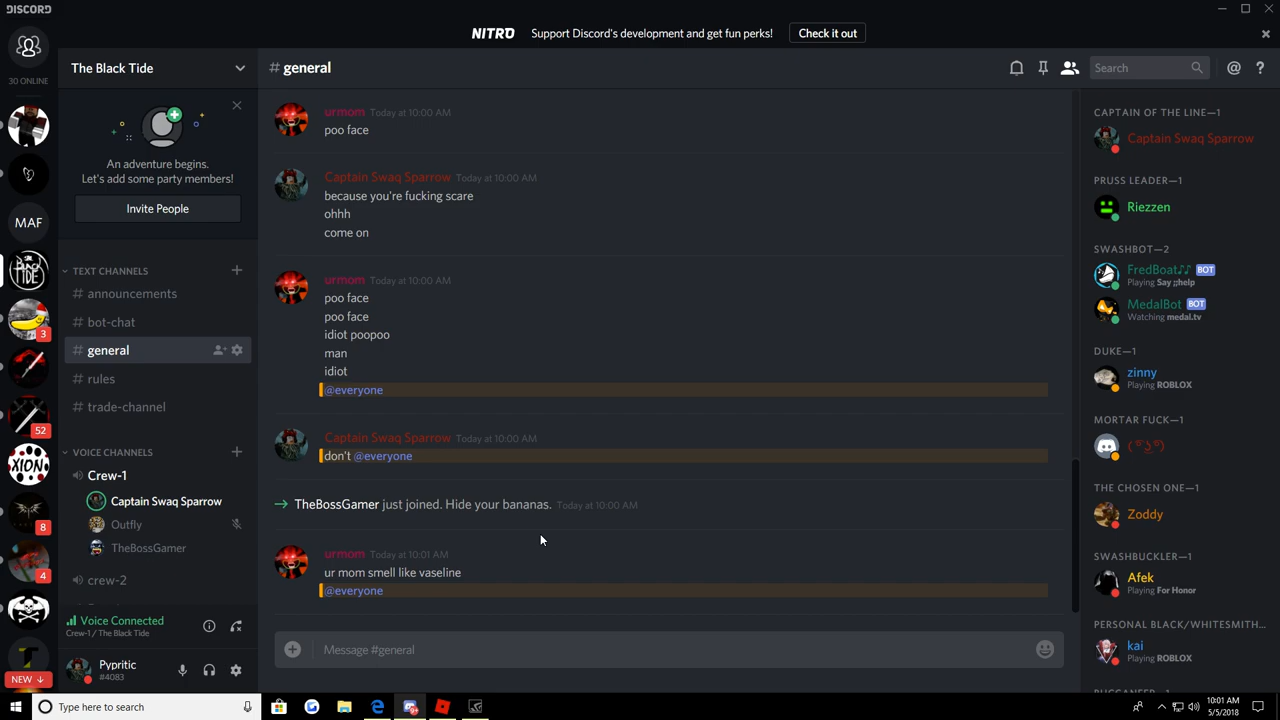 DISCORD
NITRO Support Discord's development and get fun perks! Check it out
30 ONLINE
MAF
3
52
XION
8
4
NEW ↓
The Black Tide
An adventure begins.
Let's add some party members!
Invite People
TEXT CHANNELS
# announcements
# bot-chat
# general
# rules
# trade-channel
VOICE CHANNELS
Crew-1
Captain Swaq Sparrow
Outfly
TheBossGamer
crew-2
Voice Connected
Crew-1 / The Black Tide
Pypritic
#4083
# general
Search
urmom Today at 10:00 AM
poo face
Captain Swaq Sparrow Today at 10:00 AM
because you're fucking scare
ohhh
come on
urmom Today at 10:00 AM
poo face
poo face
idiot poopoo
man
idiot
@everyone
Captain Swaq Sparrow Today at 10:00 AM
don't @everyone
TheBossGamer just joined. Hide your bananas. Today at 10:00 AM
urmom Today at 10:01 AM
ur mom smell like vaseline
@everyone
Message #general
CAPTAIN OF THE LINE—1
Captain Swaq Sparrow
PRUSS LEADER—1
Riezzen
SWASHBOT—2
FredBoat♪♪ BOT
Playing Say ;;help
MedalBot BOT
Watching medal.tv
DUKE—1
zinny
Playing ROBLOX
MORTAR FUCK—1
( ͡° ͜ʖ ͡°)
THE CHOSEN ONE—1
Zoddy
SWASHBUCKLER—1
Afek
Playing For Honor
PERSONAL BLACK/WHITESMITH...
kai
Playing ROBLOX
Type here to search
10:01 AM
5/5/2018